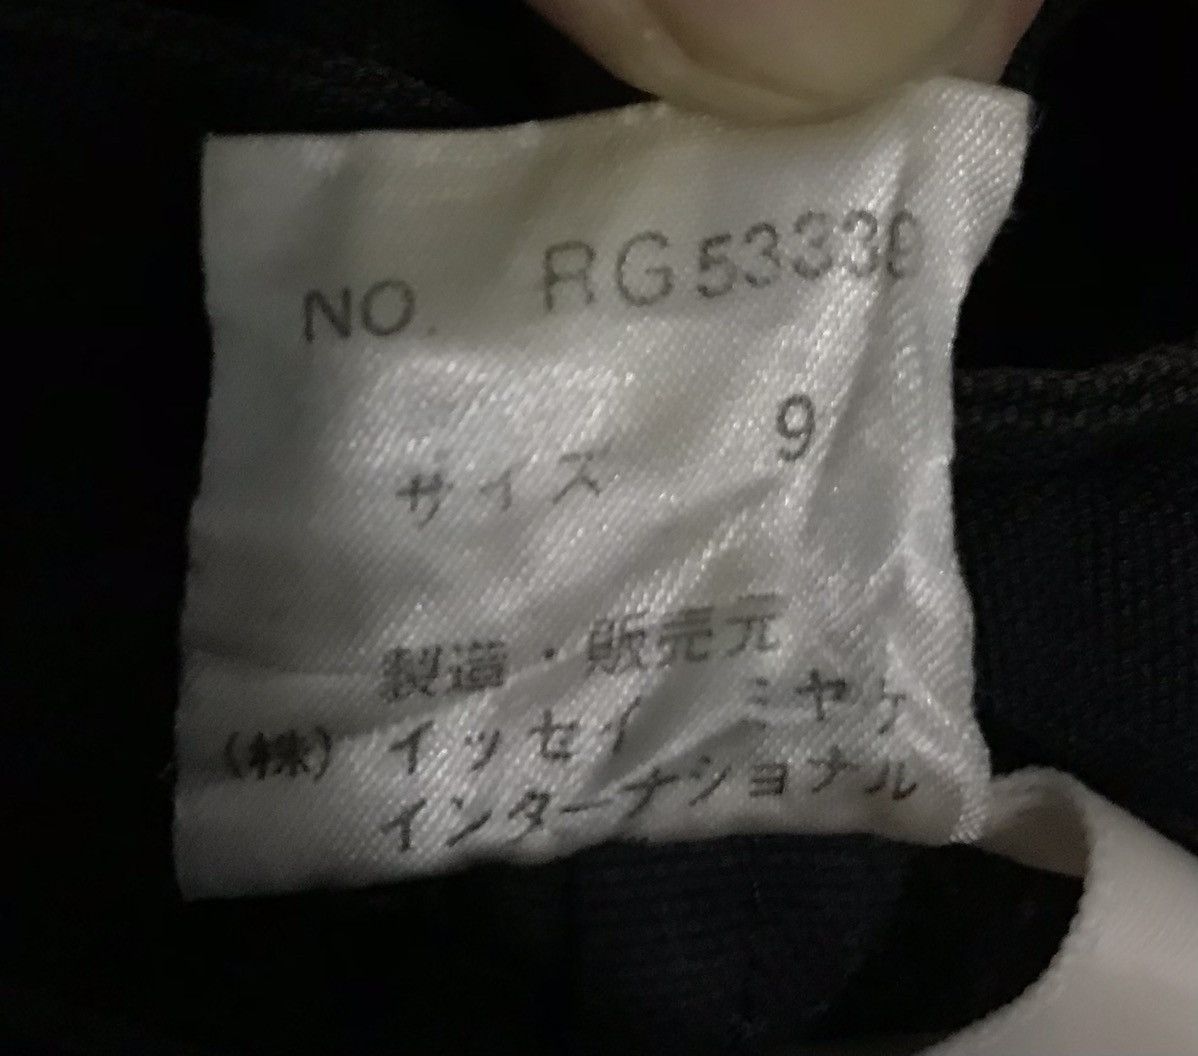 NO. RG53339
サイズ 9
製造・販売元
(株) イッセイ ミヤケ
インターナショナル